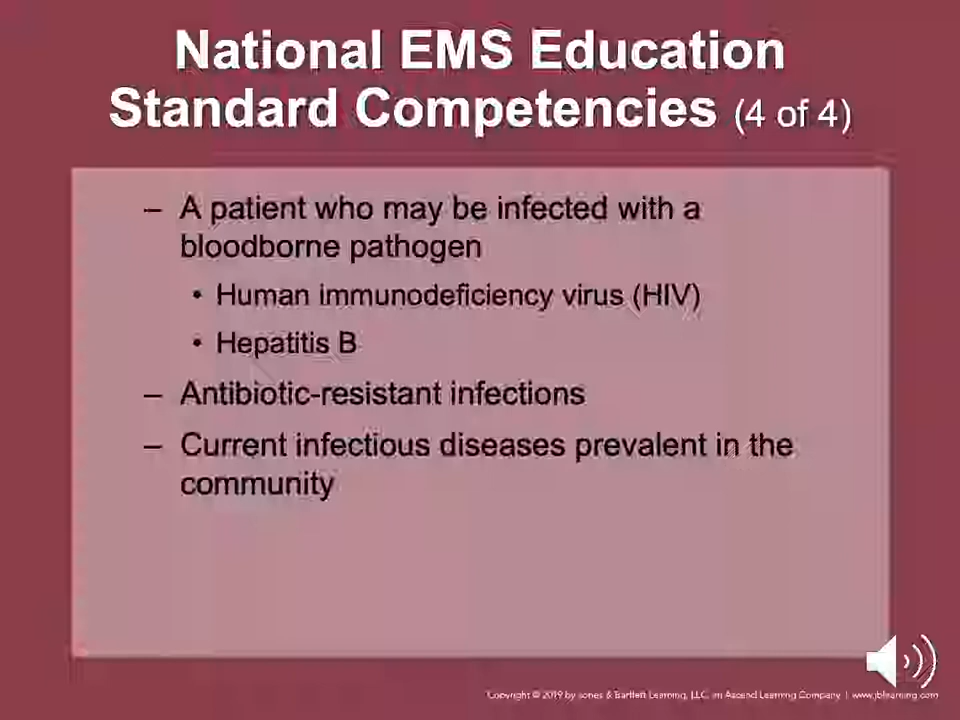 National EMS Education
Standard Competencies (4 of 4)
– A patient who may be infected with a
bloodborne pathogen
• Human immunodeficiency virus (HIV)
• Hepatitis B
– Antibiotic-resistant infections
– Current infectious diseases prevalent in the
community
Copyright © 2019 by Jones & Bartlett Learning, LLC, an Ascend Learning Company | www.jblearning.com